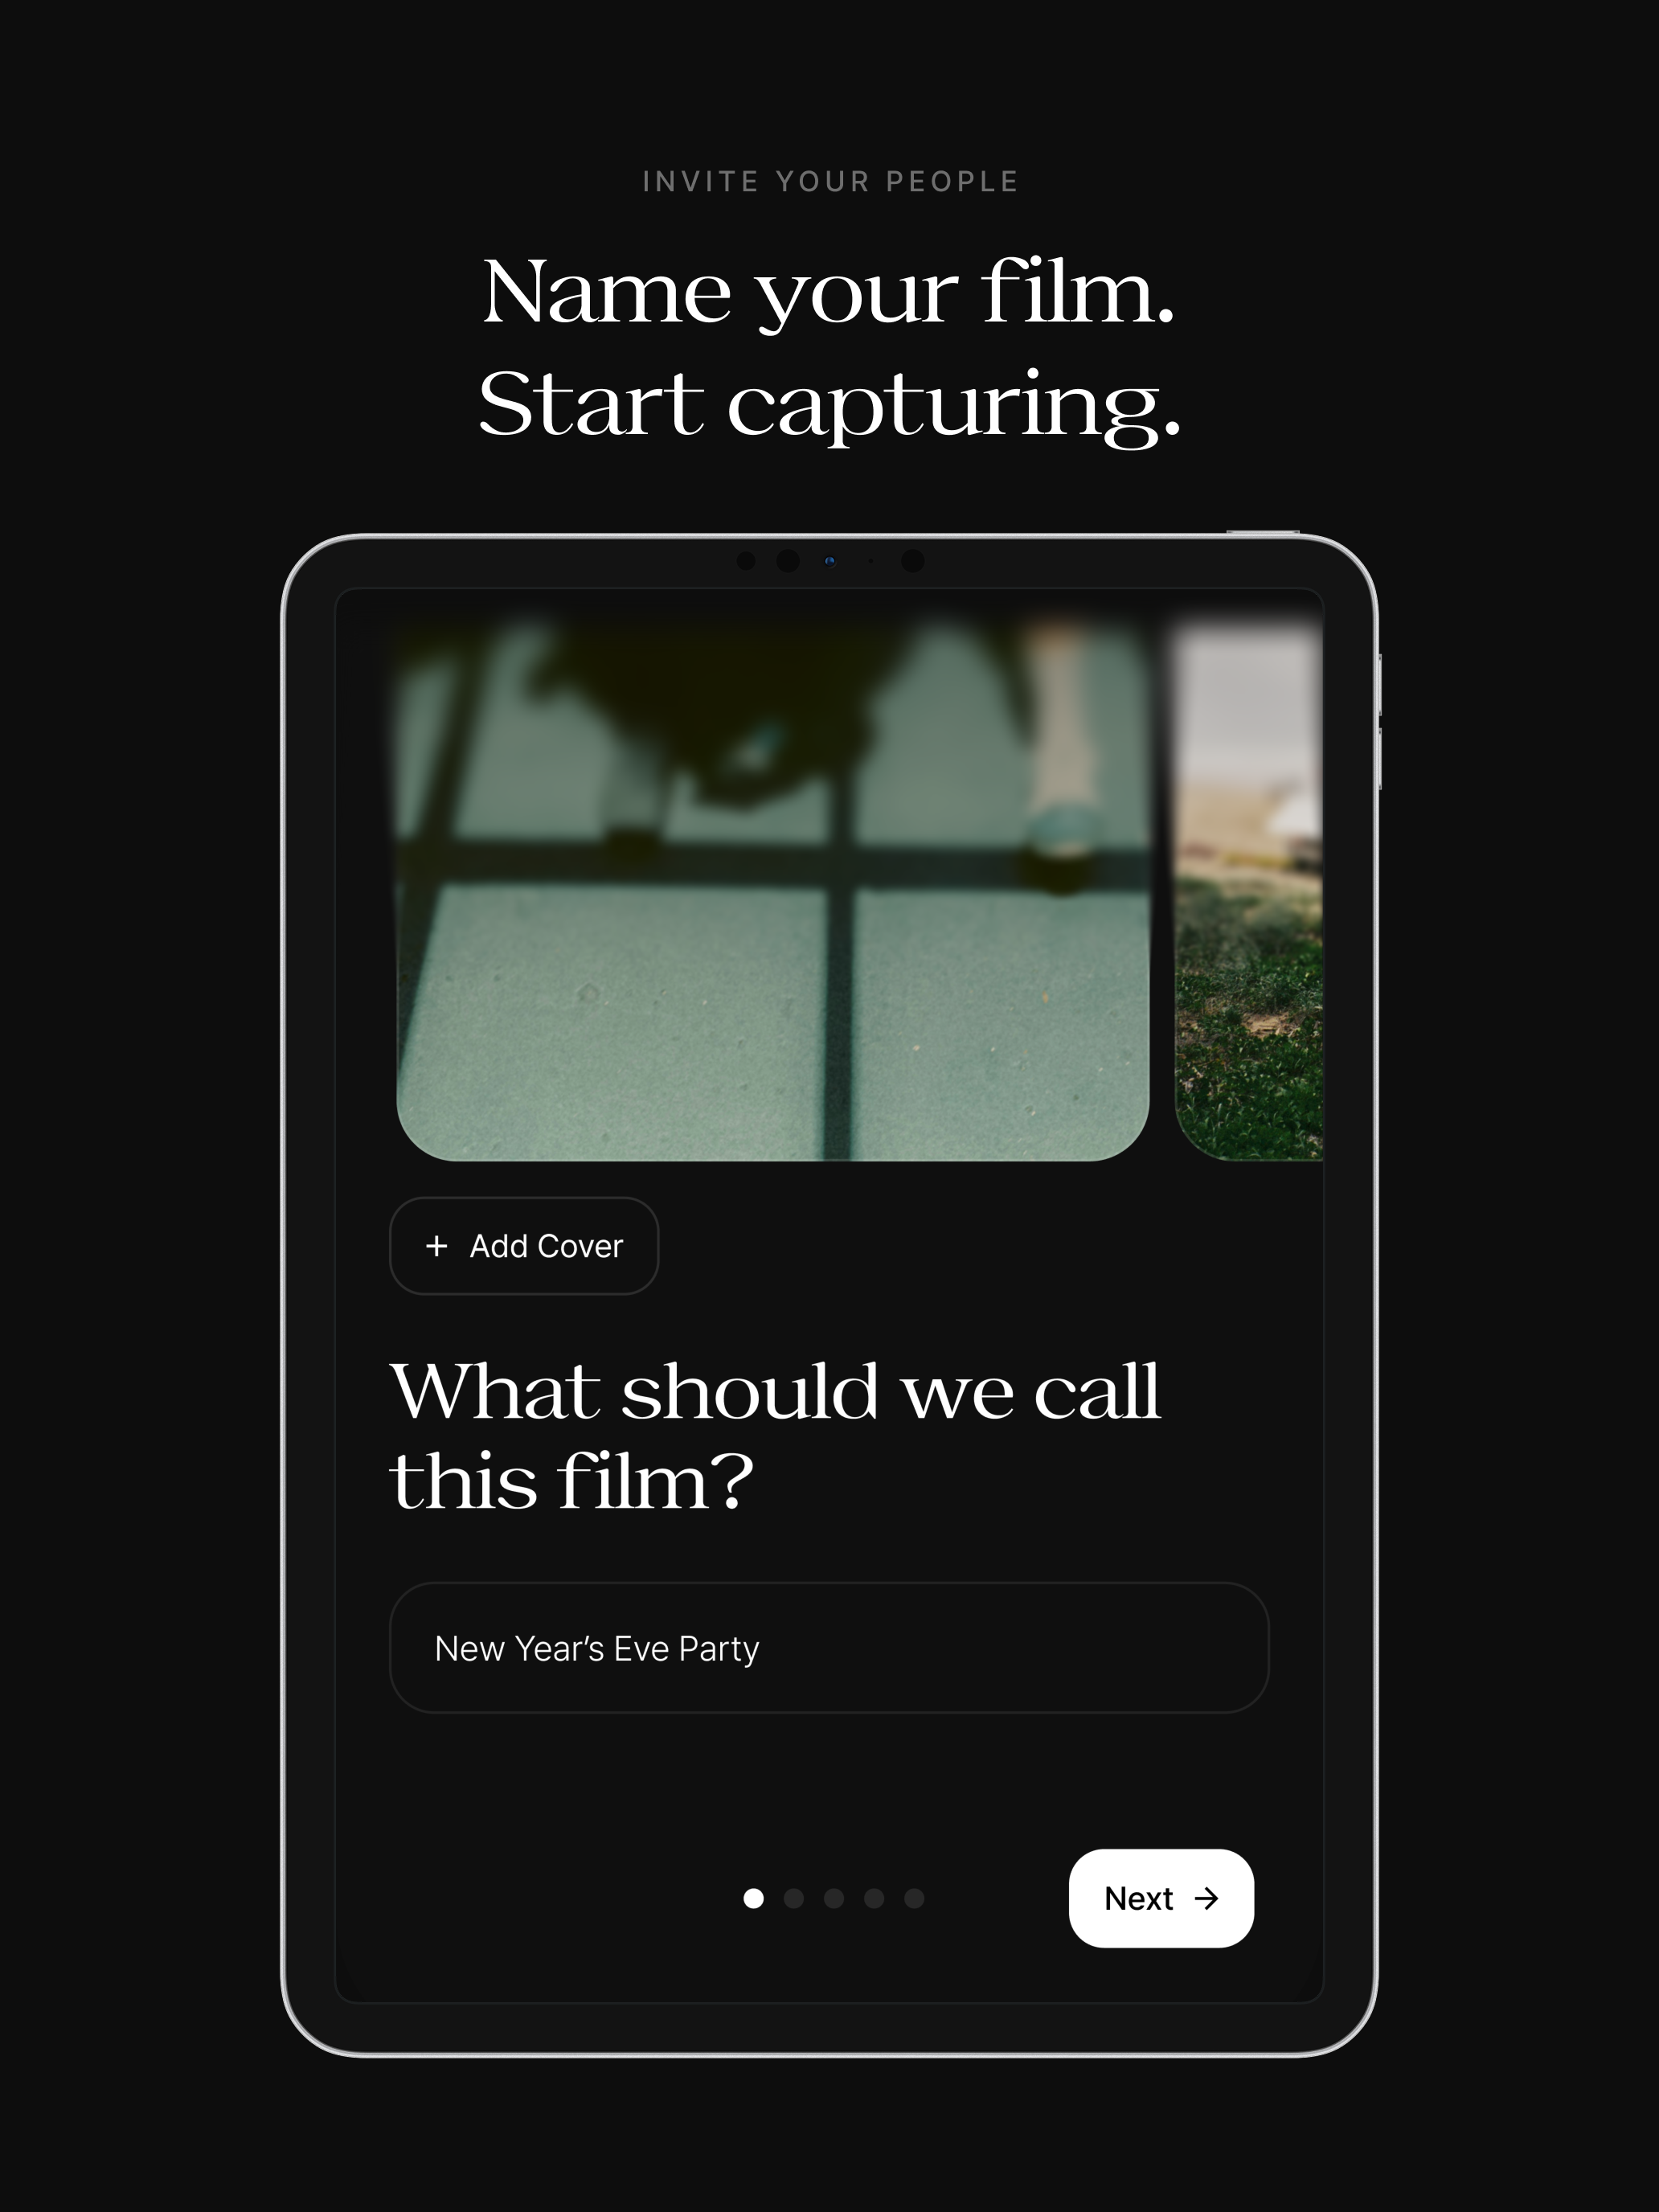 INVITE YOUR PEOPLE
Name your film.
Start capturing.
+ Add Cover
What should we call
this film?
New Year’s Eve Party
Next →